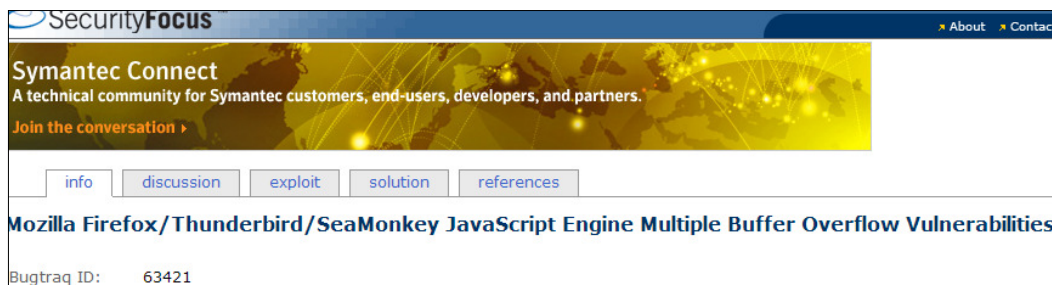 SecurityFocus™
About Contac
Symantec Connect
A technical community for Symantec customers, end-users, developers, and partners.
Join the conversation
info discussion exploit solution references
Mozilla Firefox/Thunderbird/SeaMonkey JavaScript Engine Multiple Buffer Overflow Vulnerabilities
Bugtraq ID: 63421